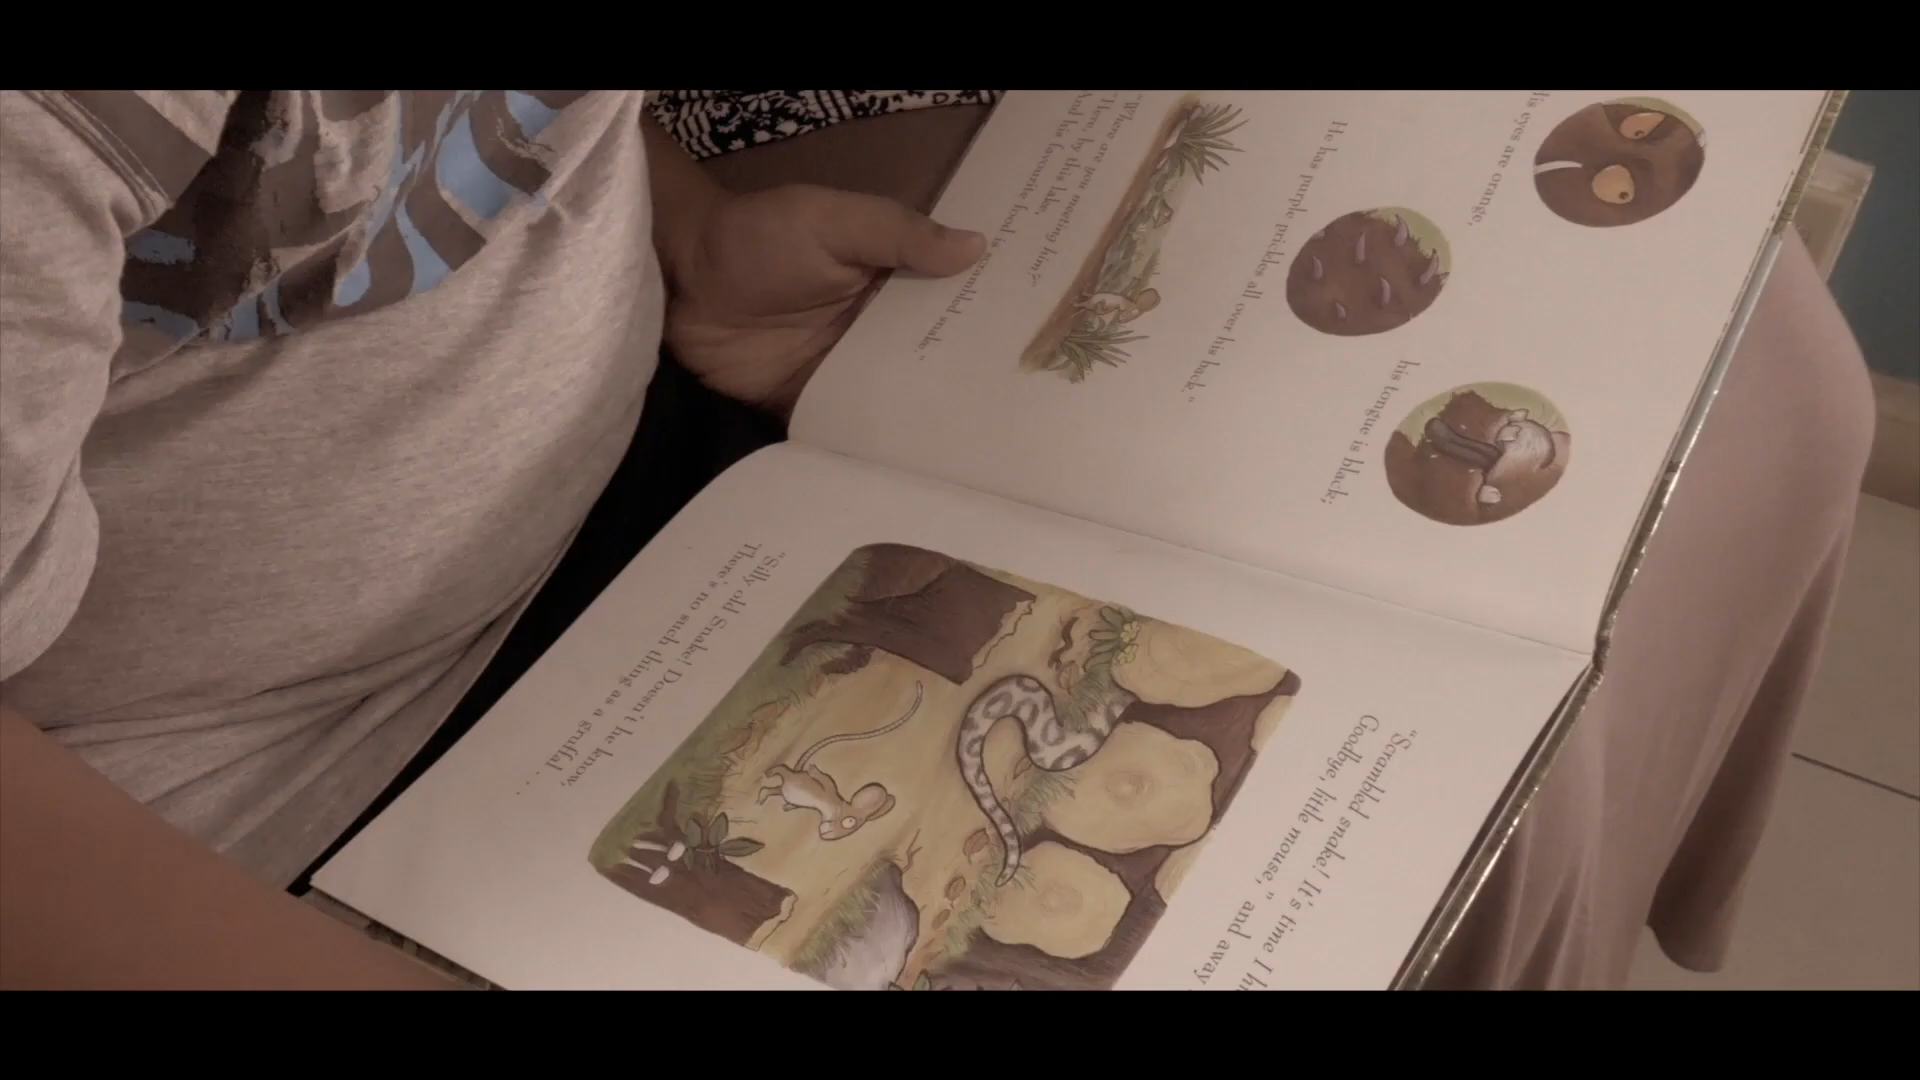 His eyes are orange,
his tongue is black;
He has purple prickles all over his back."
"Where are you meeting him?"
"Here, by this lake,
And his favourite food is scrambled snake."
"Scrambled snake! It's time I
Goodbye, little mouse," and away
"Silly old Snake! Doesn't he know,
There's no such thing as a gruffal . . .